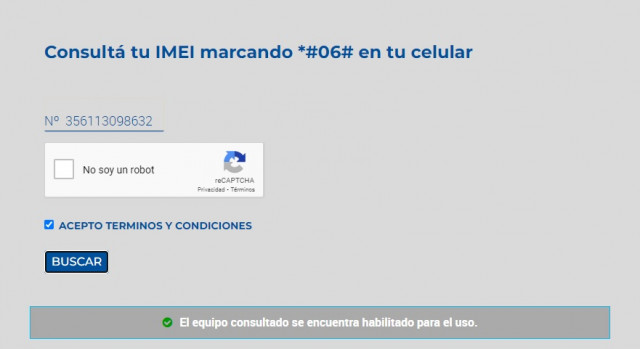 Consultá tu IMEI marcando *#06# en tu celular
Nº 356113098632
No soy un robot
reCAPTCHA
Privacidad - Términos
ACEPTO TERMINOS Y CONDICIONES
BUSCAR
El equipo consultado se encuentra habilitado para el uso.